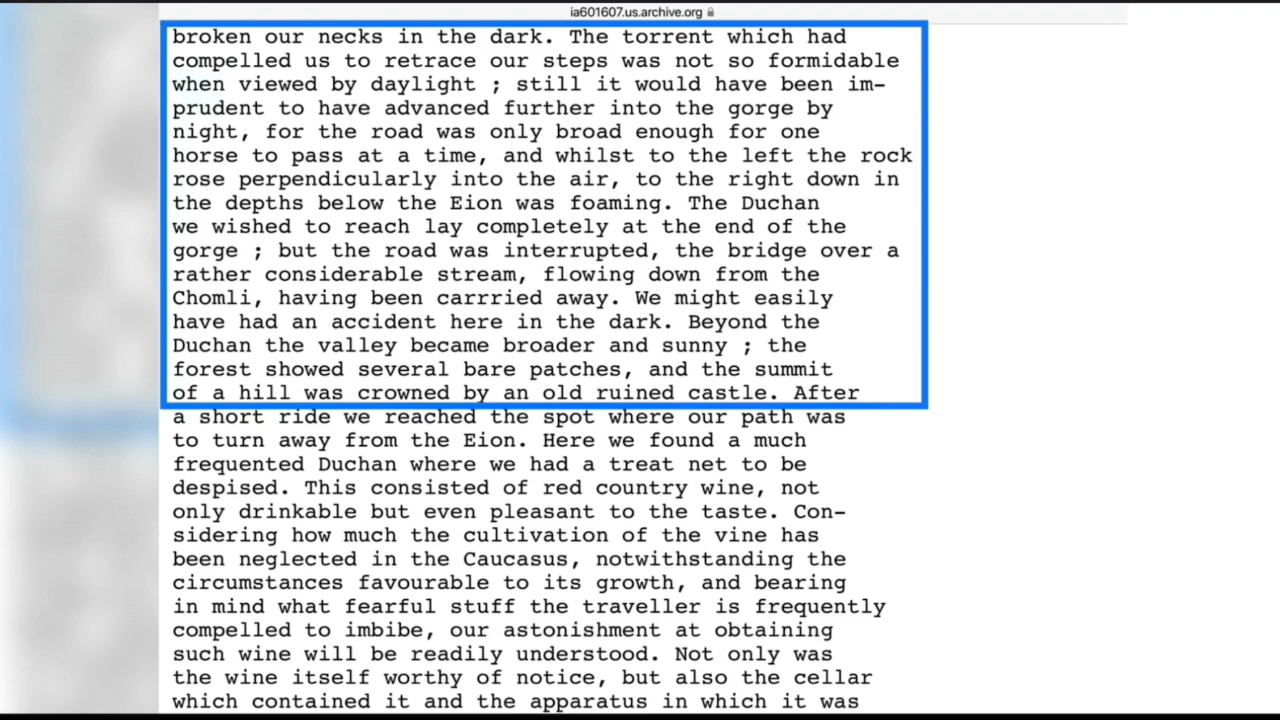 ia601607.us.archive.org
broken our necks in the dark. The torrent which had
compelled us to retrace our steps was not so formidable
when viewed by daylight ; still it would have been im-
prudent to have advanced further into the gorge by
night, for the road was only broad enough for one
horse to pass at a time, and whilst to the left the rock
rose perpendicularly into the air, to the right down in
the depths below the Eion was foaming. The Duchan
we wished to reach lay completely at the end of the
gorge ; but the road was interrupted, the bridge over a
rather considerable stream, flowing down from the
Chomli, having been carrried away. We might easily
have had an accident here in the dark. Beyond the
Duchan the valley became broader and sunny ; the
forest showed several bare patches, and the summit
of a hill was crowned by an old ruined castle. After
a short ride we reached the spot where our path was
to turn away from the Eion. Here we found a much
frequented Duchan where we had a treat net to be
despised. This consisted of red country wine, not
only drinkable but even pleasant to the taste. Con-
sidering how much the cultivation of the vine has
been neglected in the Caucasus, notwithstanding the
circumstances favourable to its growth, and bearing
in mind what fearful stuff the traveller is frequently
compelled to imbibe, our astonishment at obtaining
such wine will be readily understood. Not only was
the wine itself worthy of notice, but also the cellar
which contained it and the apparatus in which it was